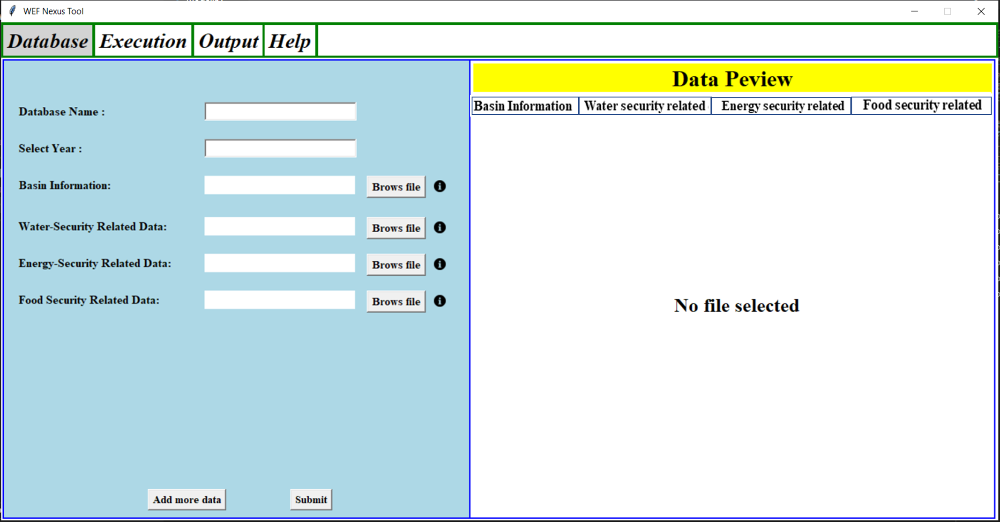 WEF Nexus Tool
Database Execution Output Help
Data Peview
Basin Information Water security related Energy security related Food security related
Database Name :
Select Year :
Basin Information: Brows file
Water-Security Related Data: Brows file
Energy-Security Related Data: Brows file
Food Security Related Data: Brows file
No file selected
Add more data Submit